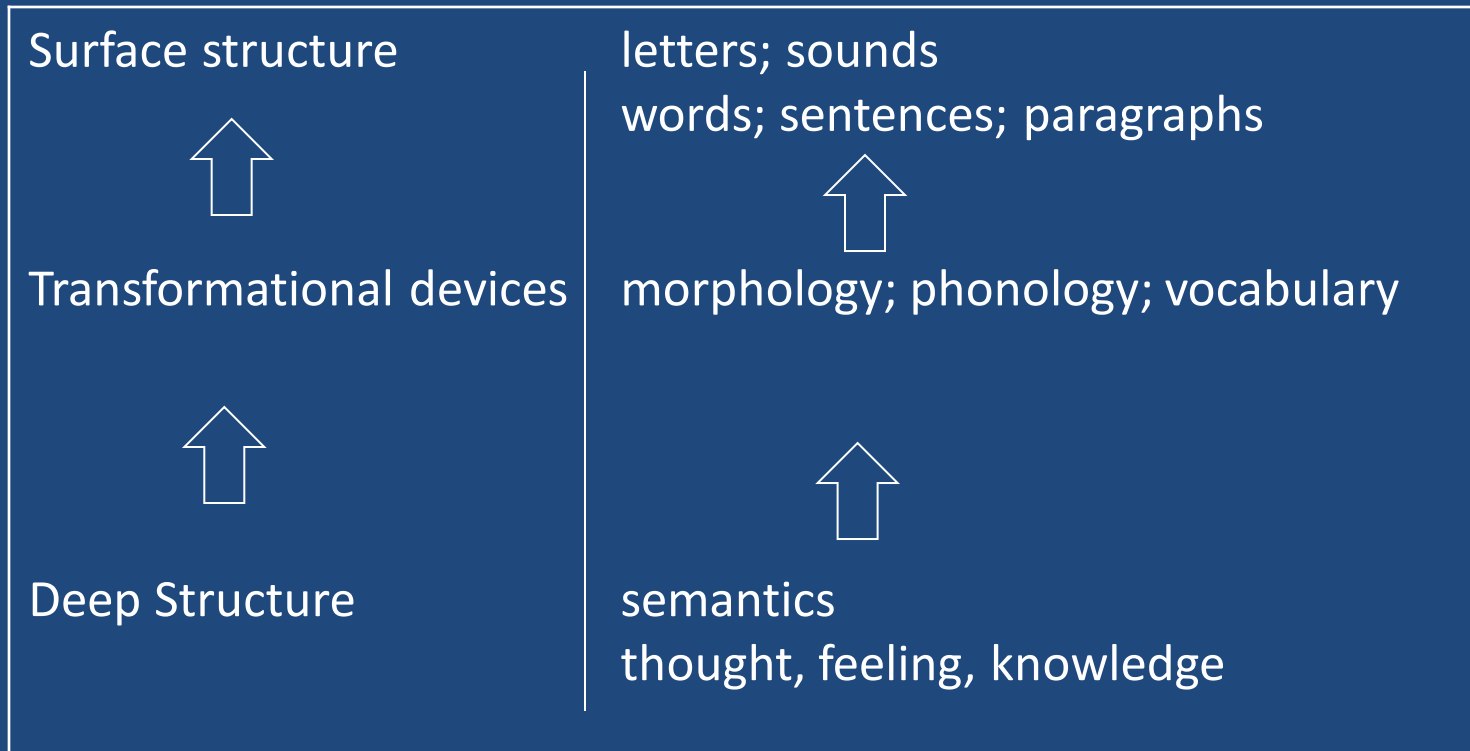 Surface structure
letters; sounds
words; sentences; paragraphs
Transformational devices
morphology; phonology; vocabulary
Deep Structure
semantics
thought, feeling, knowledge